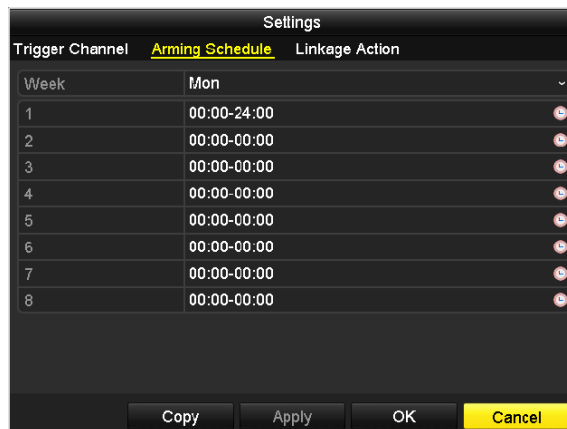 Settings
Trigger Channel Arming Schedule Linkage Action
Week Mon
1 00:00-24:00
2 00:00-00:00
3 00:00-00:00
4 00:00-00:00
5 00:00-00:00
6 00:00-00:00
7 00:00-00:00
8 00:00-00:00
Copy Apply OK Cancel